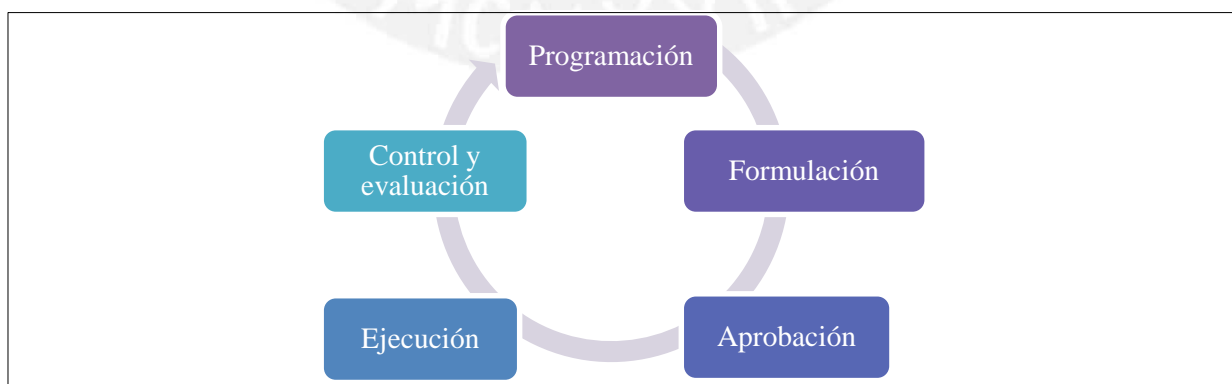 Programación
Formulación
Aprobación
Ejecución
Control y
evaluación